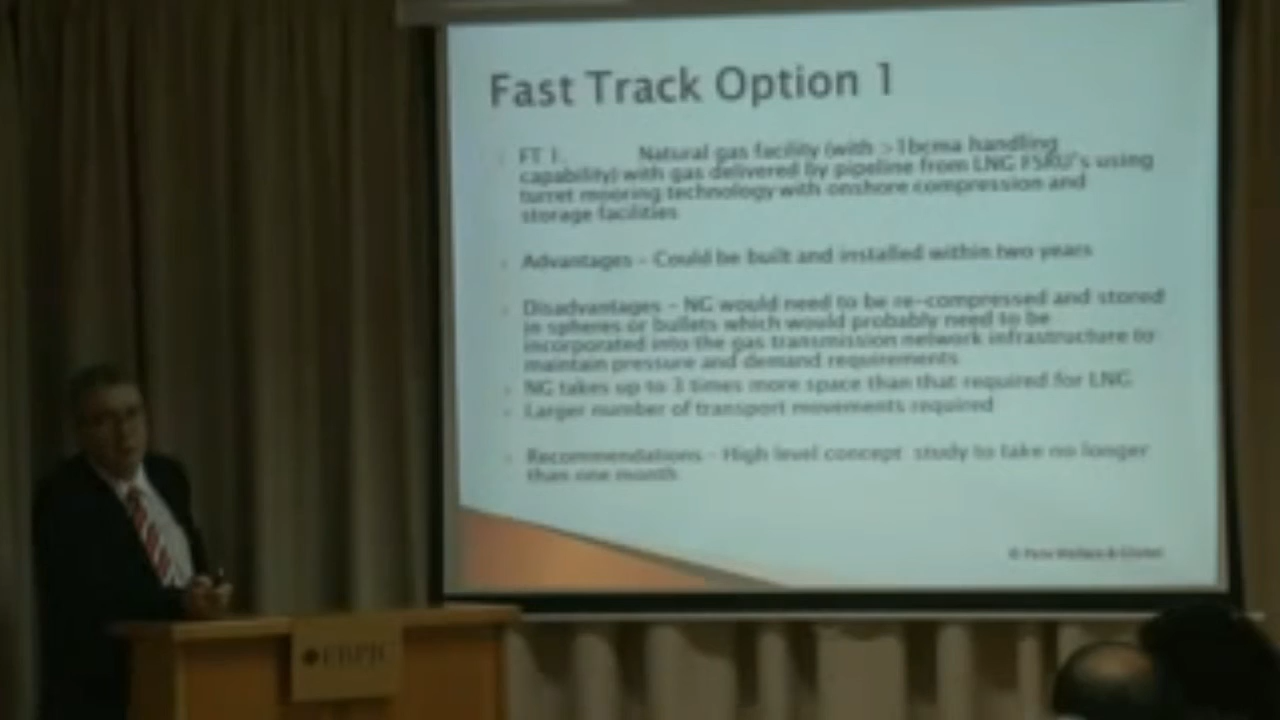 Fast Track Option 1
FT 1. Natural gas facility (with >1bcma handling
capability) with gas delivered by pipeline from LNG FSRU's using
turret mooring technology with onshore compression and
storage facilities
Advantages - Could be built and installed within two years
Disadvantages - NG would need to be re-compressed and stored
in spheres or bullets which would probably need to be
incorporated into the gas transmission network infrastructure to
maintain pressure and demand requirements
NG takes up to 3 times more space than that required for LNG
Larger number of transport movements required
Recommendations - High level concept study to take no longer
than one month